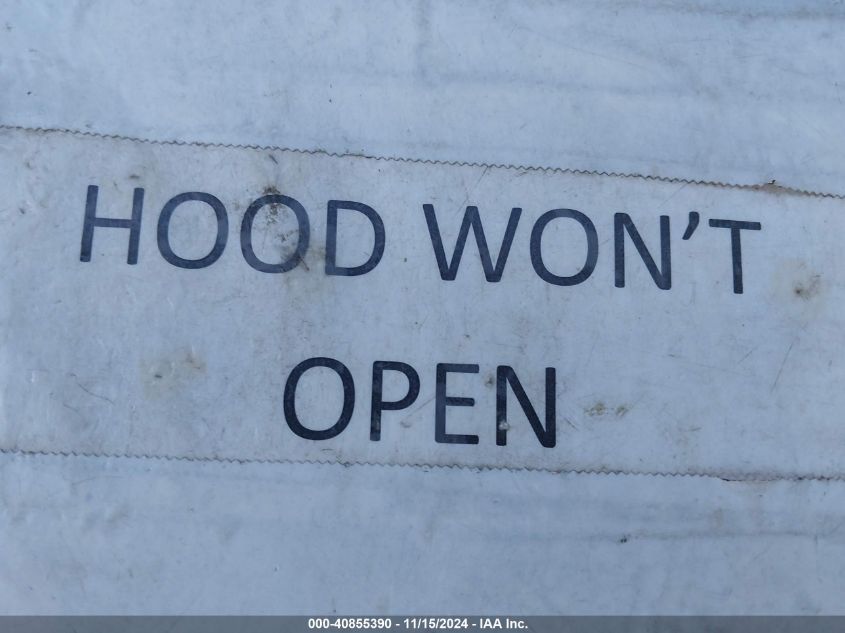 HOOD WON'T
OPEN
000-40855390 - 11/15/2024 - IAA Inc.